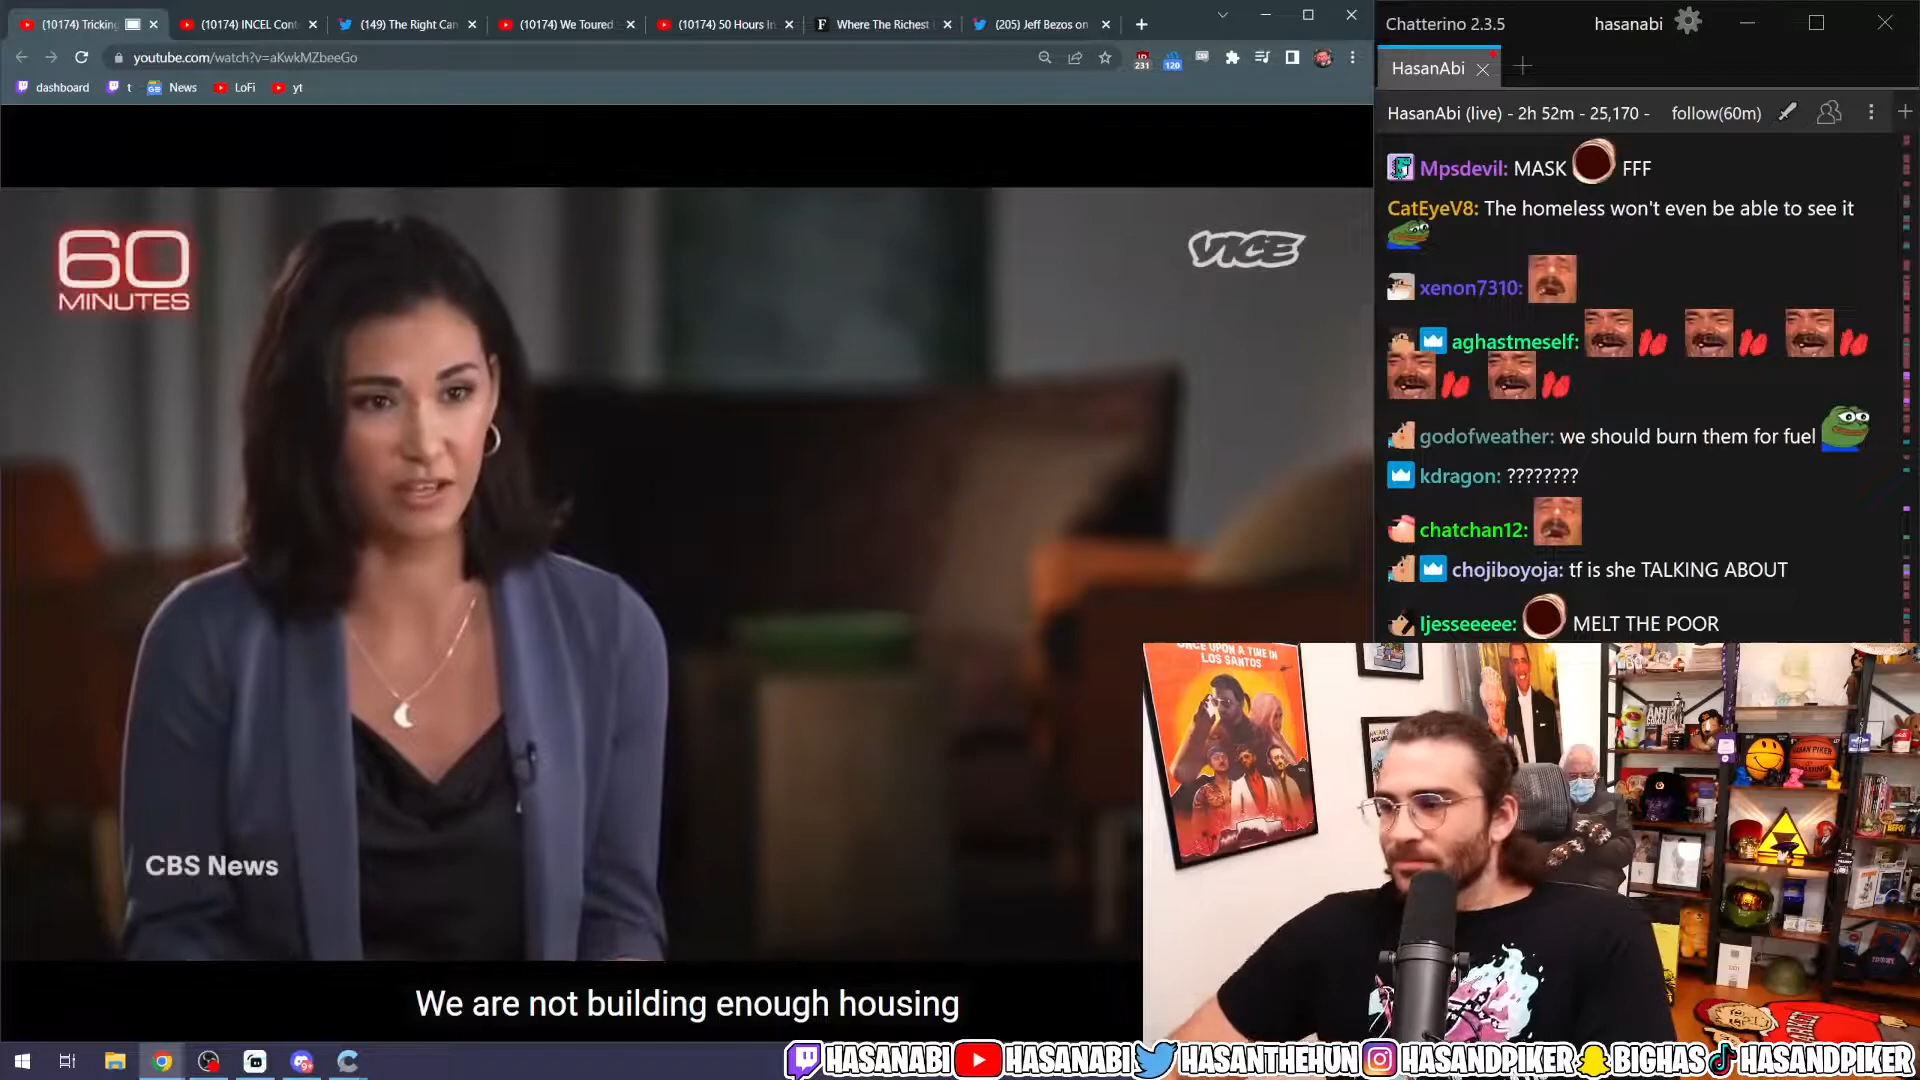 (10174) Tricking
(10174) INCEL Cont
(149) The Right Can
(10174) We Toured
(10174) 50 Hours In
Where The Richest
(205) Jeff Bezos on
youtube.com/watch?v=aKwkMZbeeGo
231
120
dashboard
t
News
LoFi
yt
60
MINUTES
VICE
CBS News
We are not building enough housing
Chatterino 2.3.5
hasanabi
HasanAbi
HasanAbi (live) - 2h 52m - 25,170 -
follow(60m)
Mpsdevil: MASK FFF
CatEyeV8: The homeless won't even be able to see it
xenon7310:
aghastmeself:
godofweather: we should burn them for fuel
kdragon: ????????
chatchan12:
chojiboyoja: tf is she TALKING ABOUT
ljesseeeee: MELT THE POOR
ONCE UPON A TIME IN
LOS SANTOS
HASAN PIKER
HASANABI
HASANABI
HASANTHEHUN
HASANDPIKER
BIGHAS
HASANDPIKER